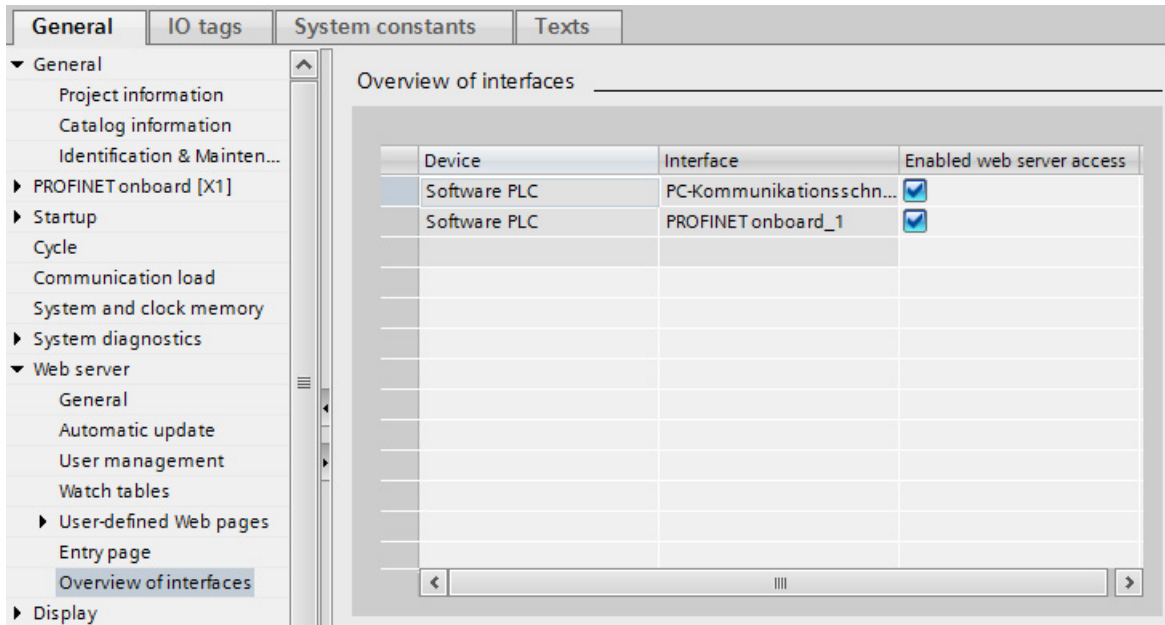 General IO tags System constants Texts
General
Project information
Catalog information
Identification & Mainten...
PROFINET onboard [X1]
Startup
Cycle
Communication load
System and clock memory
System diagnostics
Web server
General
Automatic update
User management
Watch tables
User-defined Web pages
Entry page
Overview of interfaces
Display
Overview of interfaces
Device Interface Enabled web server access
Software PLC PC-Kommunikationsschn...
Software PLC PROFINET onboard_1